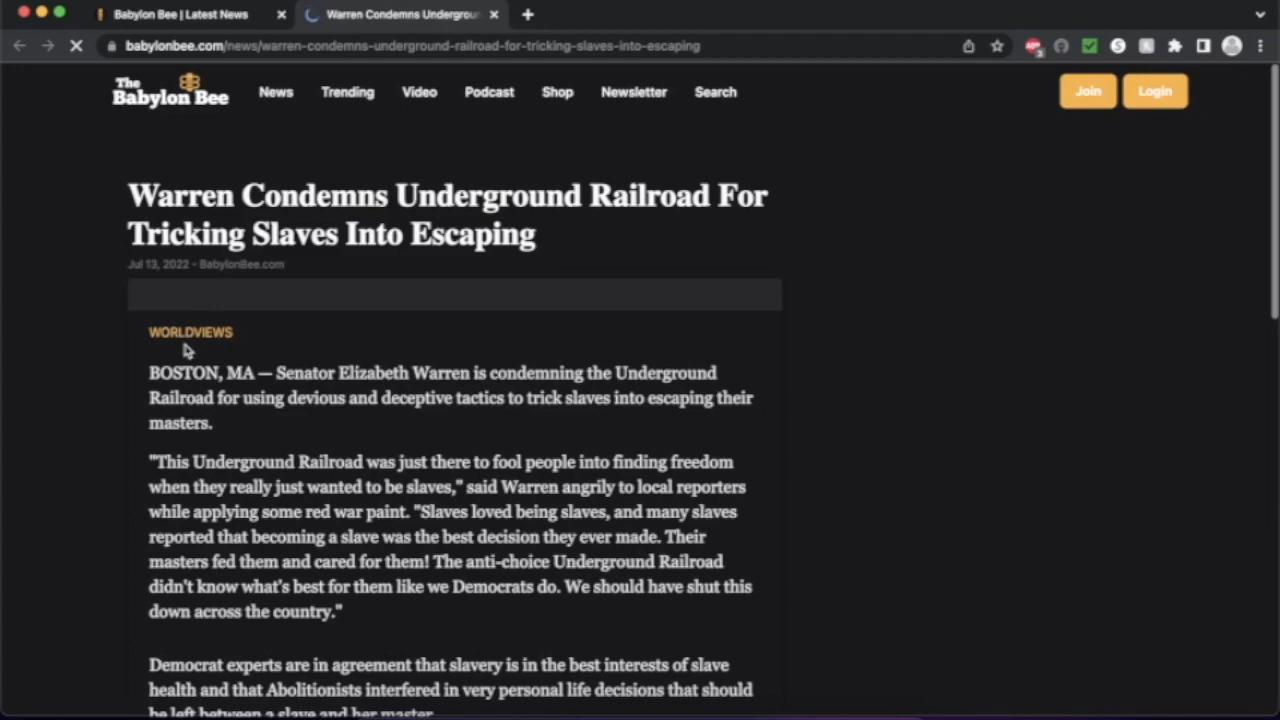 Babylon Bee | Latest News
Warren Condemns Undergrou
babylonbee.com/news/warren-condemns-underground-railroad-for-tricking-slaves-into-escaping
The Babylon Bee
News Trending Video Podcast Shop Newsletter Search
Join Login
Warren Condemns Underground Railroad For
Tricking Slaves Into Escaping
Jul 13, 2022 - BabylonBee.com
WORLDVIEWS
BOSTON, MA — Senator Elizabeth Warren is condemning the Underground
Railroad for using devious and deceptive tactics to trick slaves into escaping their
masters.
"This Underground Railroad was just there to fool people into finding freedom
when they really just wanted to be slaves," said Warren angrily to local reporters
while applying some red war paint. "Slaves loved being slaves, and many slaves
reported that becoming a slave was the best decision they ever made. Their
masters fed them and cared for them! The anti-choice Underground Railroad
didn't know what's best for them like we Democrats do. We should have shut this
down across the country."
Democrat experts are in agreement that slavery is in the best interests of slave
health and that Abolitionists interfered in very personal life decisions that should
be left between a slave and her master.